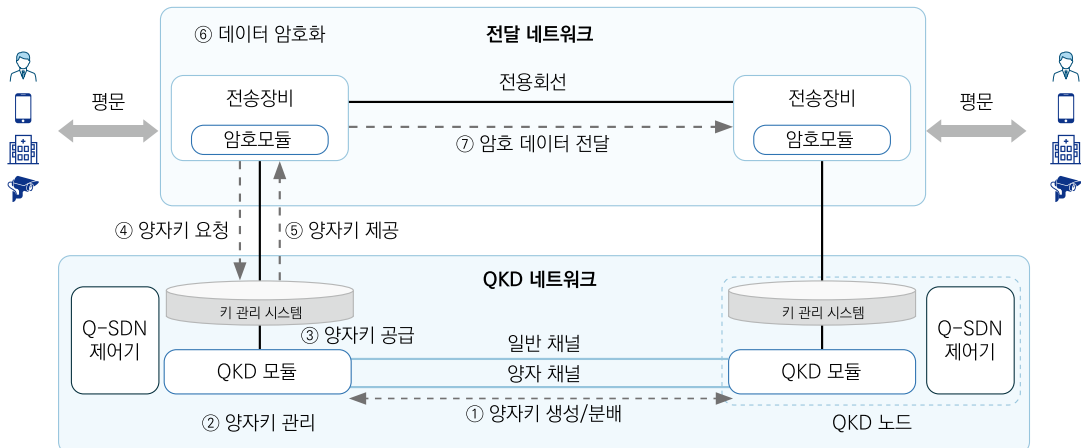 ⑥ 데이터 암호화
전달 네트워크
평문
전송장비
암호모듈
전용회선
⑦ 암호 데이터 전달
전송장비
암호모듈
평문
④ 양자키 요청
⑤ 양자키 제공
QKD 네트워크
Q-SDN
제어기
키 관리 시스템
③ 양자키 공급
QKD 모듈
일반 채널
양자 채널
키 관리 시스템
QKD 모듈
Q-SDN
제어기
② 양자키 관리
① 양자키 생성/분배
QKD 노드